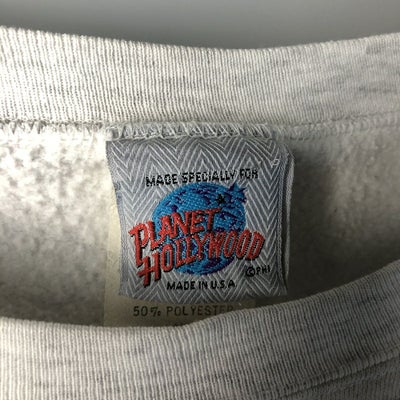 MADE SPECIALLY FOR
PLANET
HOLLYWOOD
©PHI
MADE IN U.S.A.
50% POLYESTER